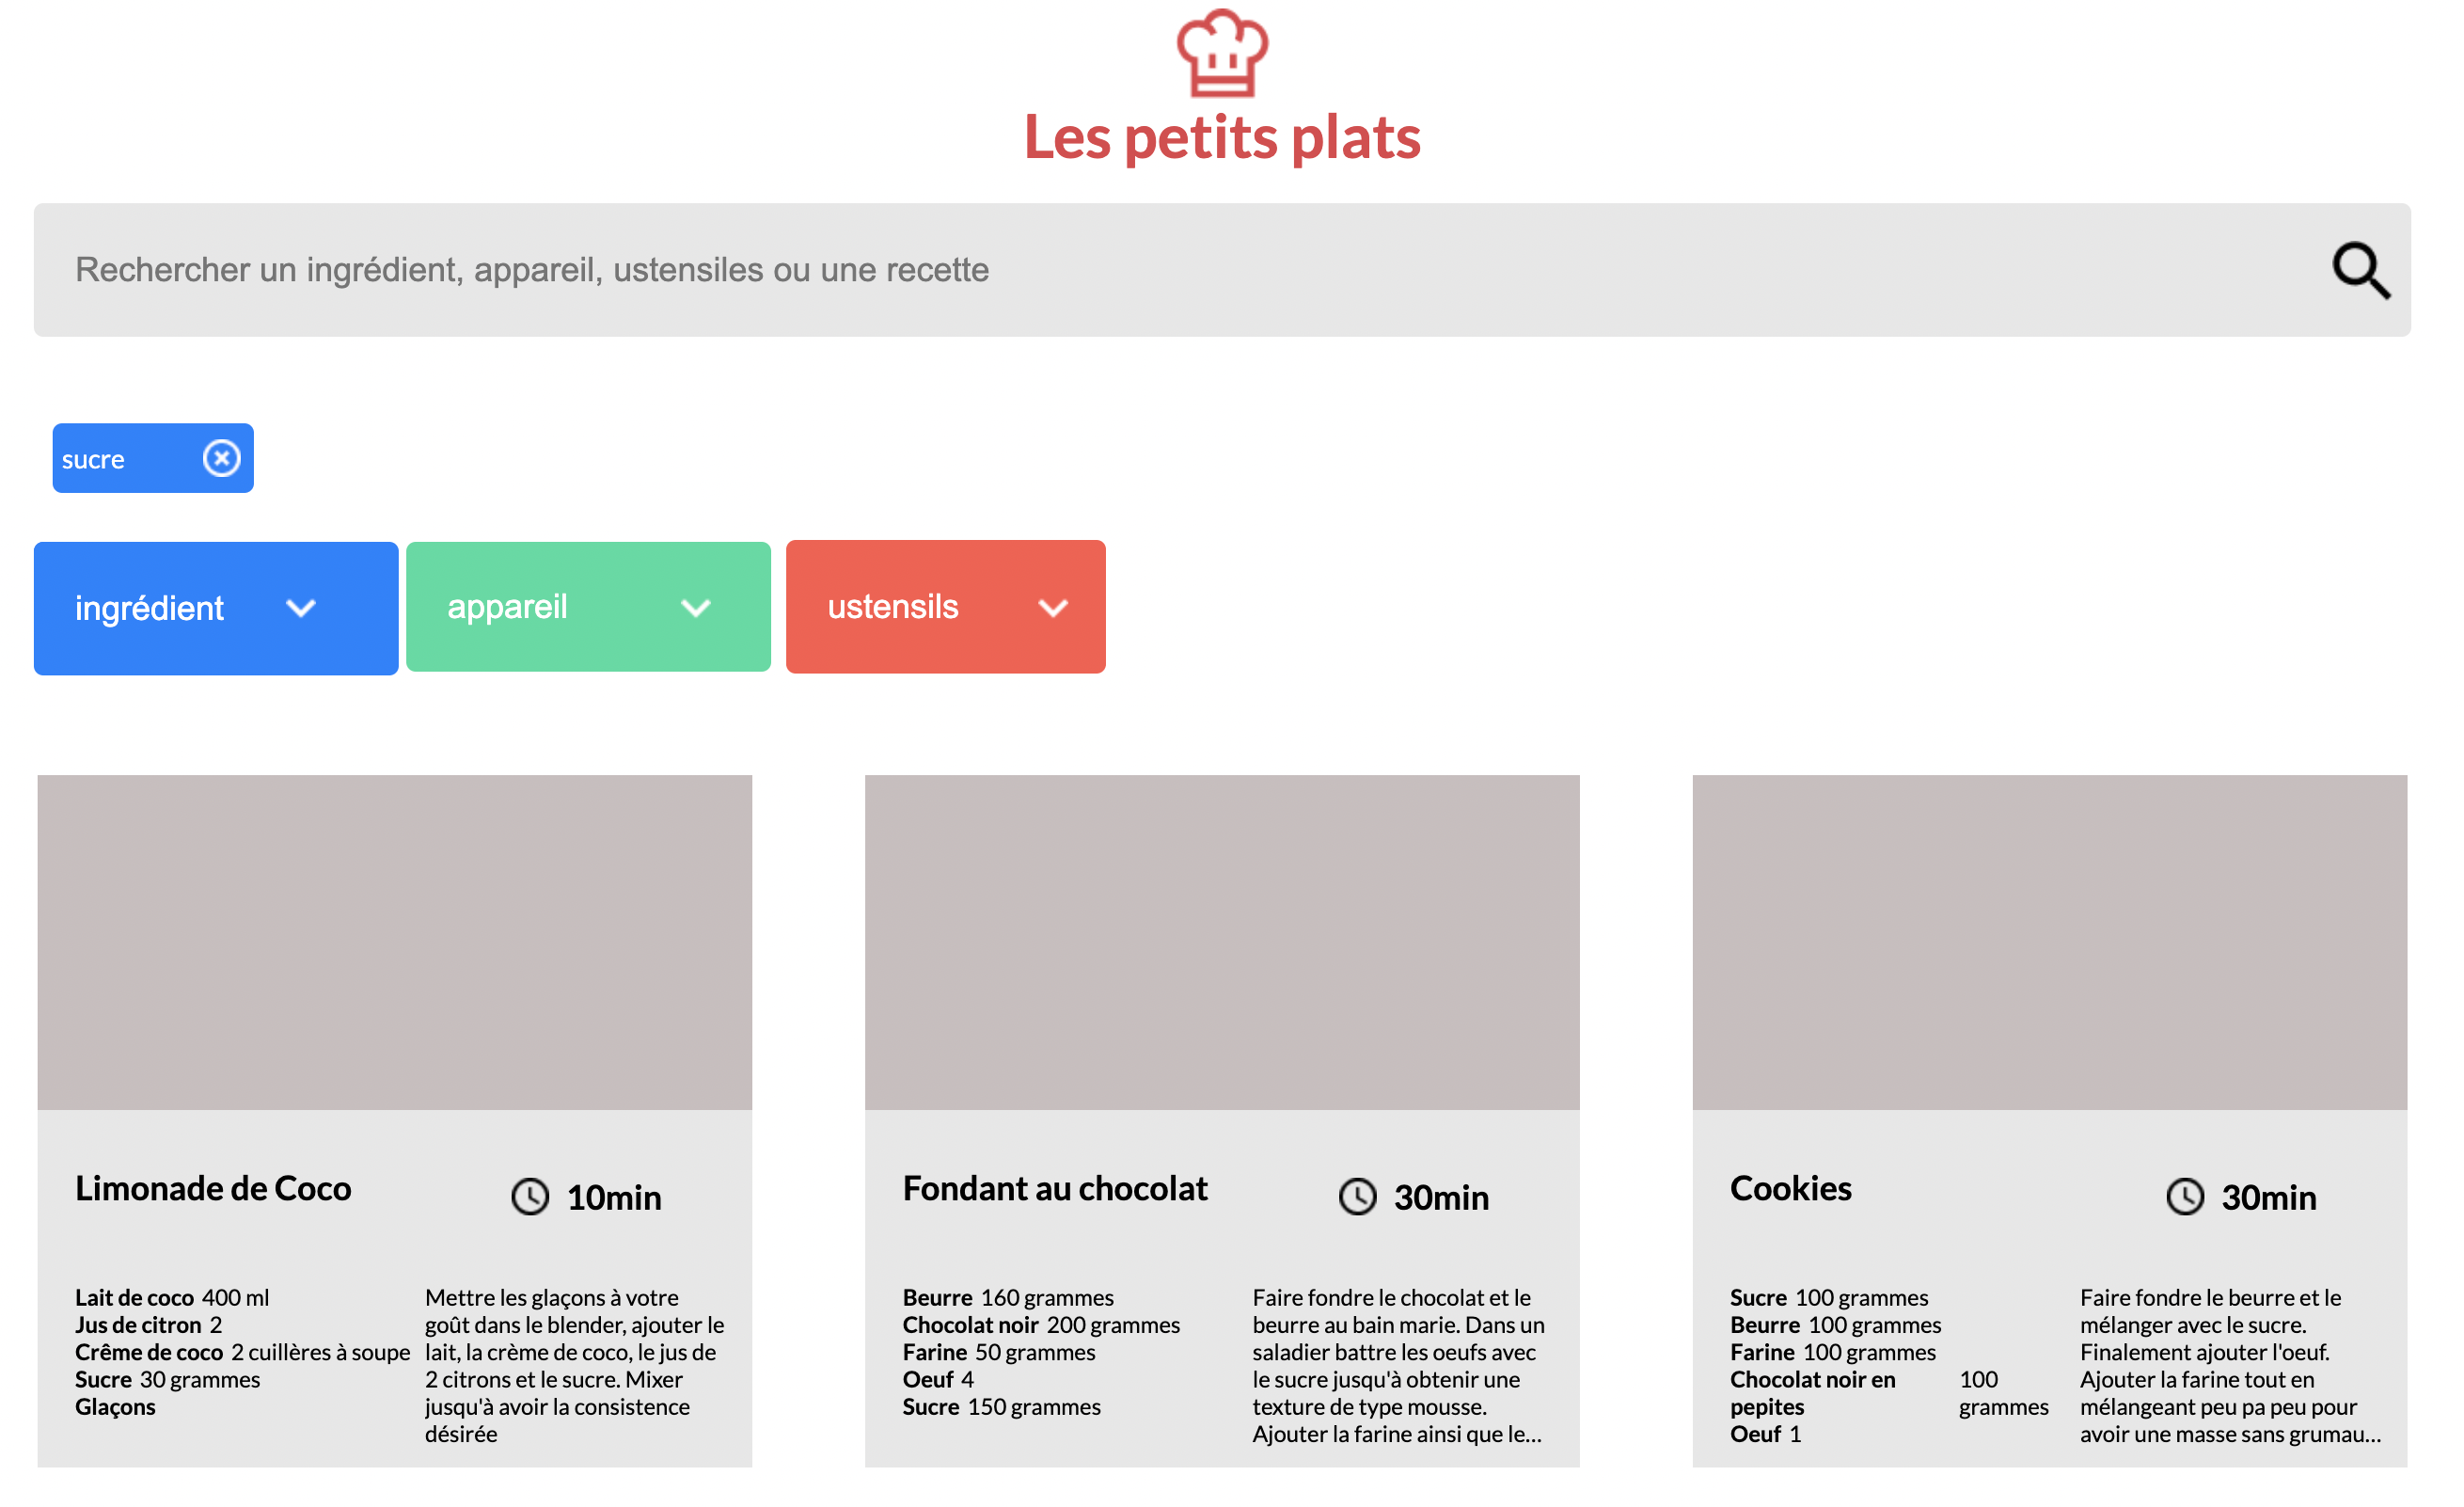 Les petits plats
Rechercher un ingrédient, appareil, ustensiles ou une recette
sucre
ingrédient
appareil
ustensils
Limonade de Coco
10min
Lait de coco 400 ml
Jus de citron 2
Crême de coco 2 cuillères à soupe
Sucre 30 grammes
Glaçons
Mettre les glaçons à votre
goût dans le blender, ajouter le
lait, la crème de coco, le jus de
2 citrons et le sucre. Mixer
jusqu'à avoir la consistence
désirée
Fondant au chocolat
30min
Beurre 160 grammes
Chocolat noir 200 grammes
Farine 50 grammes
Oeuf 4
Sucre 150 grammes
Faire fondre le chocolat et le
beurre au bain marie. Dans un
saladier battre les oeufs avec
le sucre jusqu'à obtenir une
texture de type mousse.
Ajouter la farine ainsi que le...
Cookies
30min
Sucre 100 grammes
Beurre 100 grammes
Farine 100 grammes
Chocolat noir en 100
pepites grammes
Oeuf 1
Faire fondre le beurre et le
mélanger avec le sucre.
Finalement ajouter l'oeuf.
Ajouter la farine tout en
mélangeant peu pa peu pour
avoir une masse sans grumau...